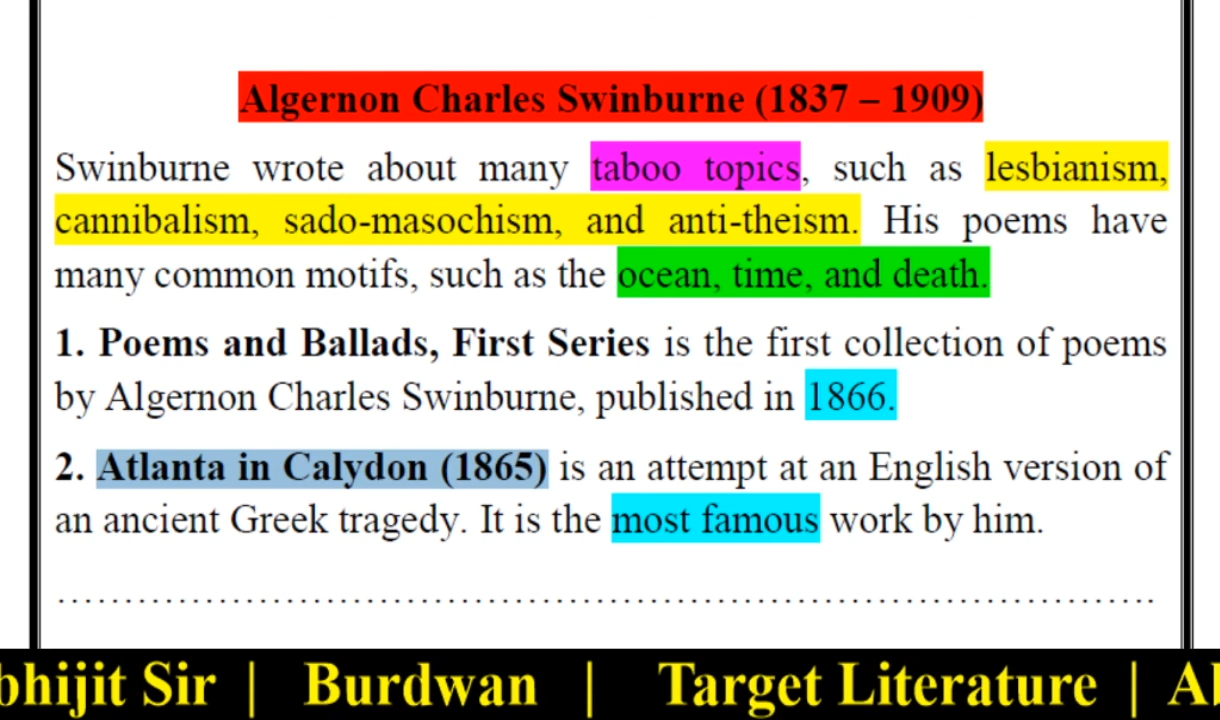 Algernon Charles Swinburne (1837 – 1909)
Swinburne wrote about many taboo topics, such as lesbianism,
cannibalism, sado-masochism, and anti-theism. His poems have
many common motifs, such as the ocean, time, and death.
1. Poems and Ballads, First Series is the first collection of poems
by Algernon Charles Swinburne, published in 1866.
2. Atlanta in Calydon (1865) is an attempt at an English version of
an ancient Greek tragedy. It is the most famous work by him.
………………………………………………………………………….
bhijit Sir | Burdwan | Target Literature | Al